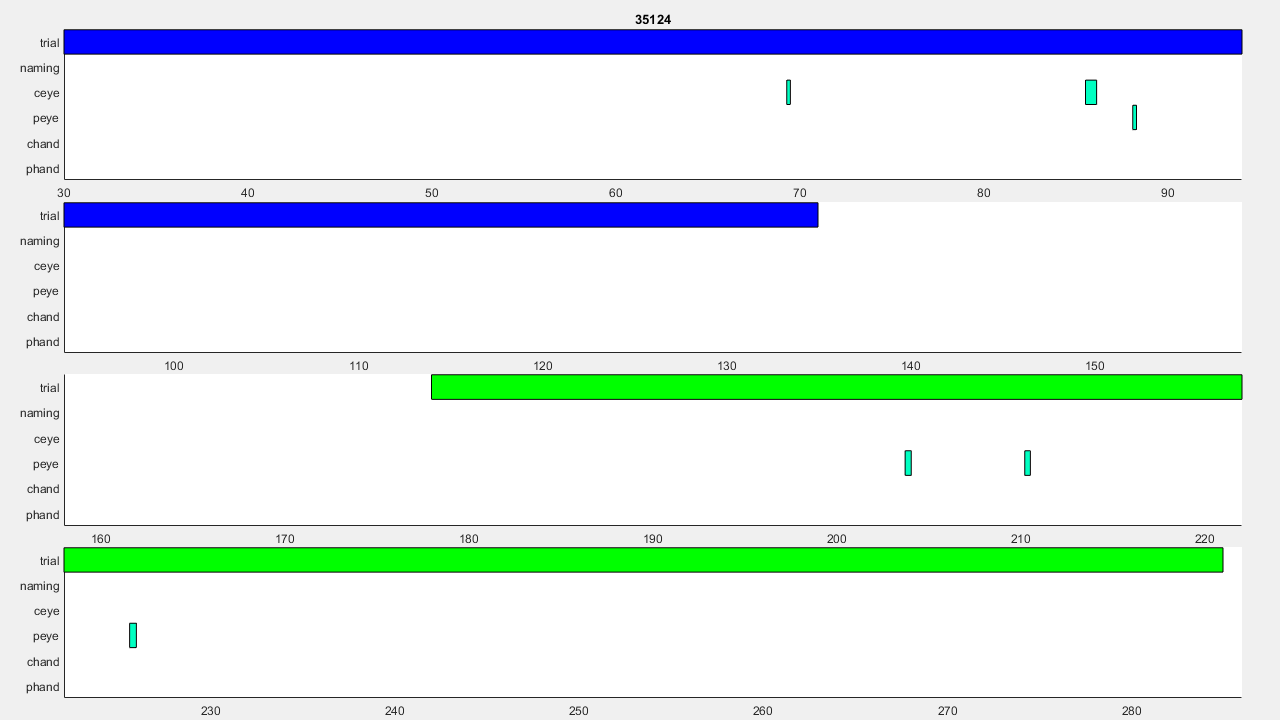 35124
trial
naming
ceye
peye
chand
phand
30 40 50 60 70 80 90
trial
naming
ceye
peye
chand
phand
100 110 120 130 140 150
trial
naming
ceye
peye
chand
phand
160 170 180 190 200 210 220
trial
naming
ceye
peye
chand
phand
230 240 250 260 270 280